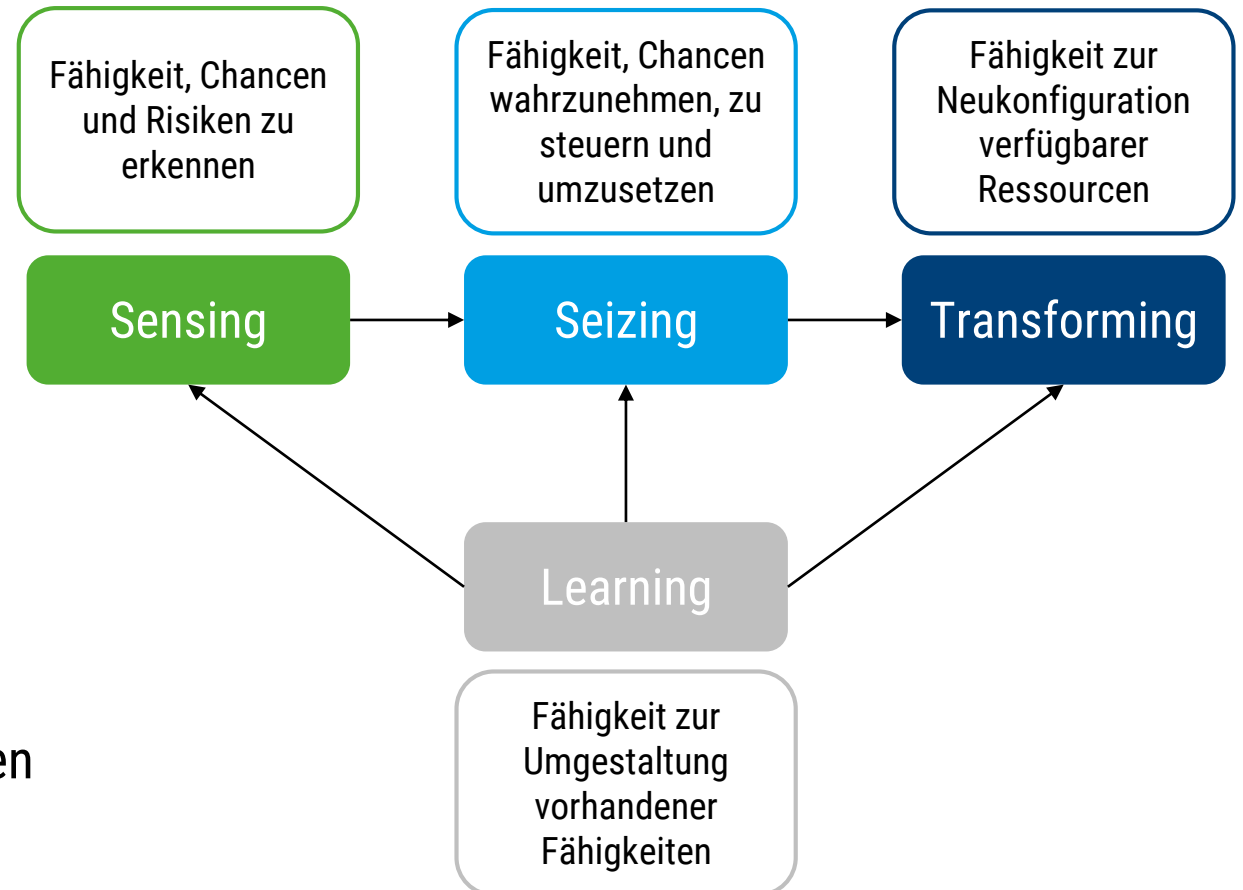 Fähigkeit, Chancen
und Risiken zu
erkennen
Fähigkeit, Chancen
wahrzunehmen, zu
steuern und
umzusetzen
Fähigkeit zur
Neukonfiguration
verfügbarer
Ressourcen
Sensing
Seizing
Transforming
Learning
Fähigkeit zur
Umgestaltung
vorhandener
Fähigkeiten
en